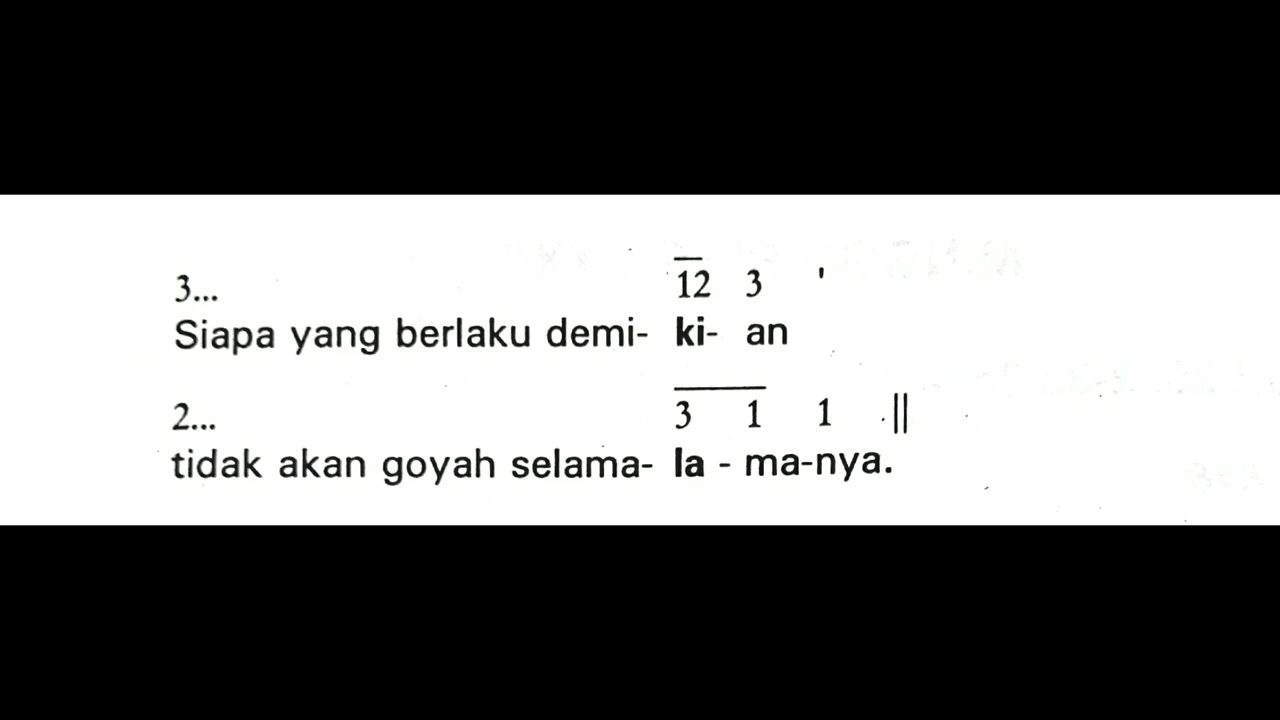 3... 12 3 '
Siapa yang berlaku demi- ki- an
2... 3 1 1 ||
tidak akan goyah selama- la - ma-nya.